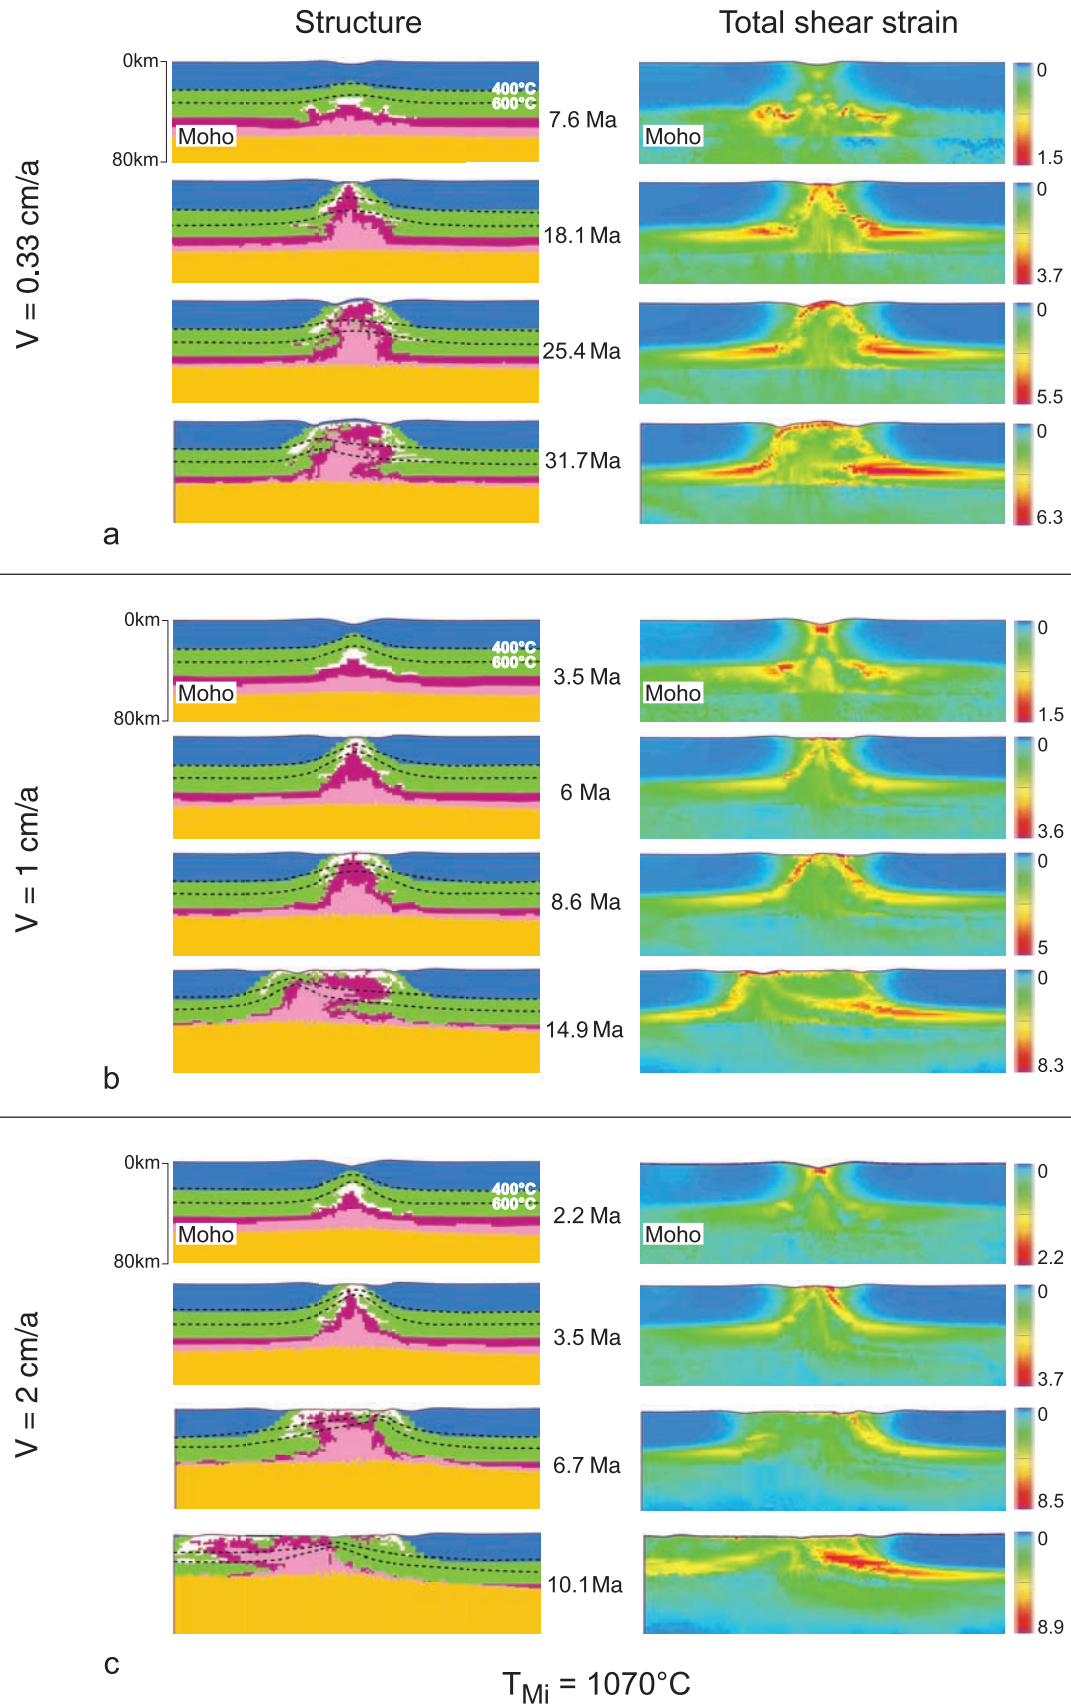 Structure Total shear strain
V = 0.33 cm/a
0km
400°C
600°C
Moho
80km
7.6 Ma
Moho
0
1.5
18.1 Ma
0
3.7
25.4 Ma
0
5.5
31.7 Ma
0
6.3
a
V = 1 cm/a
0km
400°C
600°C
Moho
80km
3.5 Ma
Moho
0
1.5
6 Ma
0
3.6
8.6 Ma
0
5
14.9 Ma
0
8.3
b
V = 2 cm/a
0km
400°C
600°C
Moho
80km
2.2 Ma
Moho
0
2.2
3.5 Ma
0
3.7
6.7 Ma
0
8.5
10.1 Ma
0
8.9
c
TMi = 1070°C